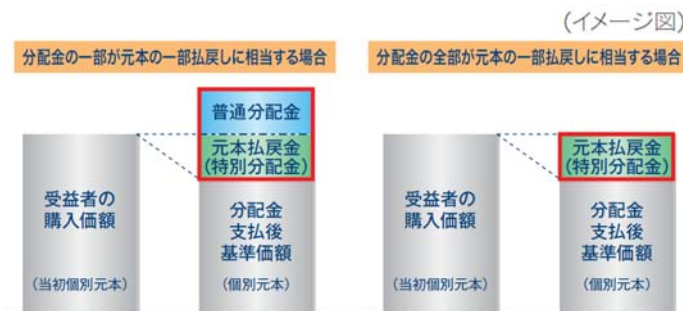 (イメージ図)
分配金の一部が元本の一部払戻しに相当する場合
普通分配金
元本払戻金
(特別分配金)
受益者の
購入価額
(当初個別元本)
分配金
支払後
基準価額
(個別元本)
分配金の全部が元本の一部払戻しに相当する場合
元本払戻金
(特別分配金)
受益者の
購入価額
(当初個別元本)
分配金
支払後
基準価額
(個別元本)